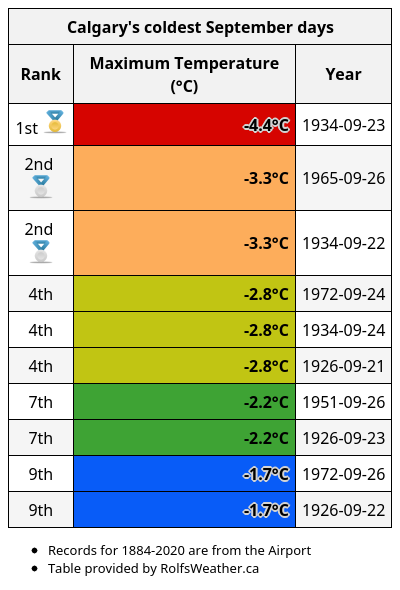 Calgary's coldest September days
Rank
Maximum Temperature
(°C)
Year
1st -4.4°C 1934-09-23
2nd -3.3°C 1965-09-26
2nd -3.3°C 1934-09-22
4th -2.8°C 1972-09-24
4th -2.8°C 1934-09-24
4th -2.8°C 1926-09-21
7th -2.2°C 1951-09-26
7th -2.2°C 1926-09-23
9th -1.7°C 1972-09-26
9th -1.7°C 1926-09-22
• Records for 1884-2020 are from the Airport
• Table provided by RolfsWeather.ca